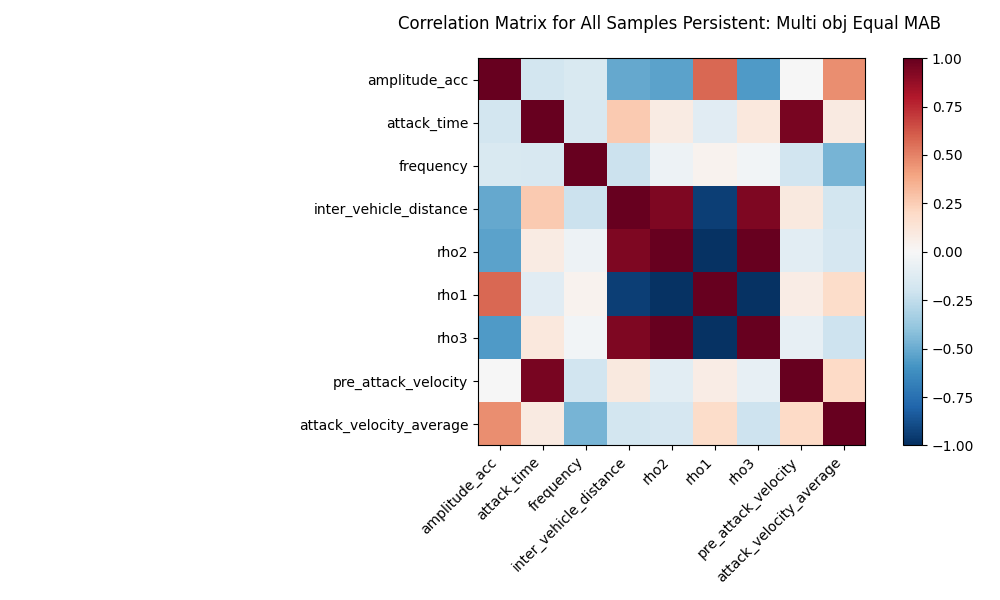 Correlation Matrix for All Samples Persistent: Multi obj Equal MAB
amplitude_acc
attack_time
frequency
inter_vehicle_distance
rho2
rho1
rho3
pre_attack_velocity
attack_velocity_average
amplitude_acc
attack_time
frequency
inter_vehicle_distance
rho2
rho1
rho3
pre_attack_velocity
attack_velocity_average
1.00
0.75
0.50
0.25
0.00
−0.25
−0.50
−0.75
−1.00